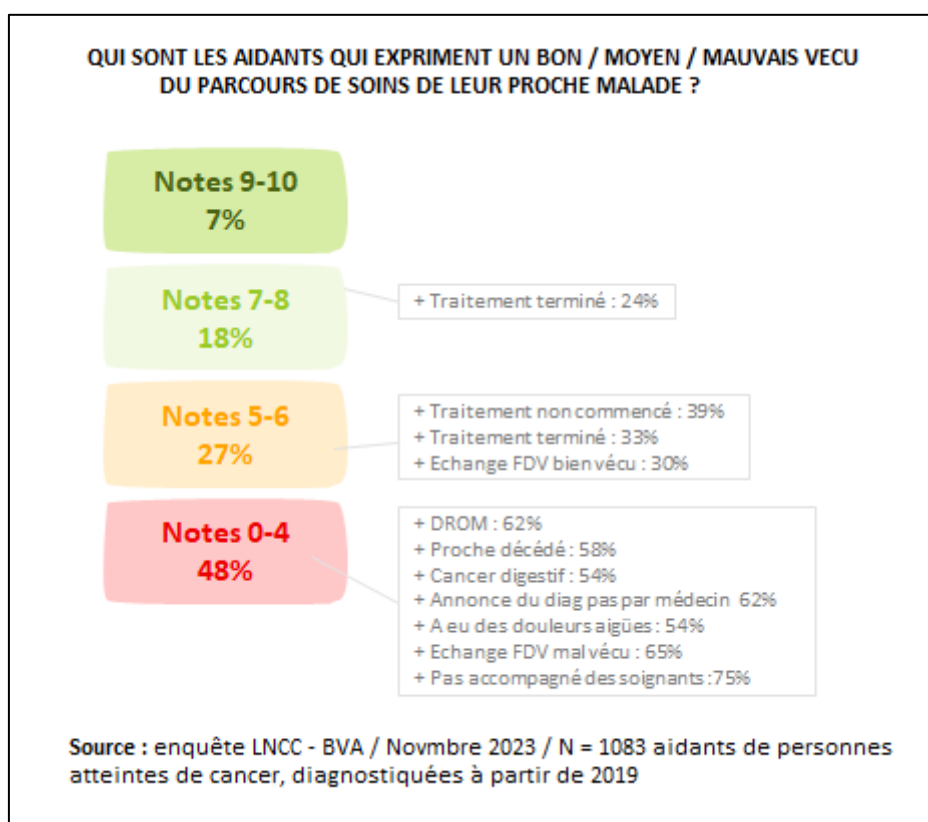 QUI SONT LES AIDANTS QUI EXPRIMENT UN BON / MOYEN / MAUVAIS VECU
DU PARCOURS DE SOINS DE LEUR PROCHE MALADE ?
Notes 9-10
7%
Notes 7-8
18%
+ Traitement terminé : 24%
Notes 5-6
27%
+ Traitement non commencé : 39%
+ Traitement terminé : 33%
+ Echange FDV bien vécu : 30%
Notes 0-4
48%
+ DROM : 62%
+ Proche décédé : 58%
+ Cancer digestif : 54%
+ Annonce du diag pas par médecin 62%
+ A eu des douleurs aigües : 54%
+ Echange FDV mal vécu : 65%
+ Pas accompagné des soignants :75%
Source : enquête LNCC - BVA / Novmbre 2023 / N = 1083 aidants de personnes
atteintes de cancer, diagnostiquées à partir de 2019